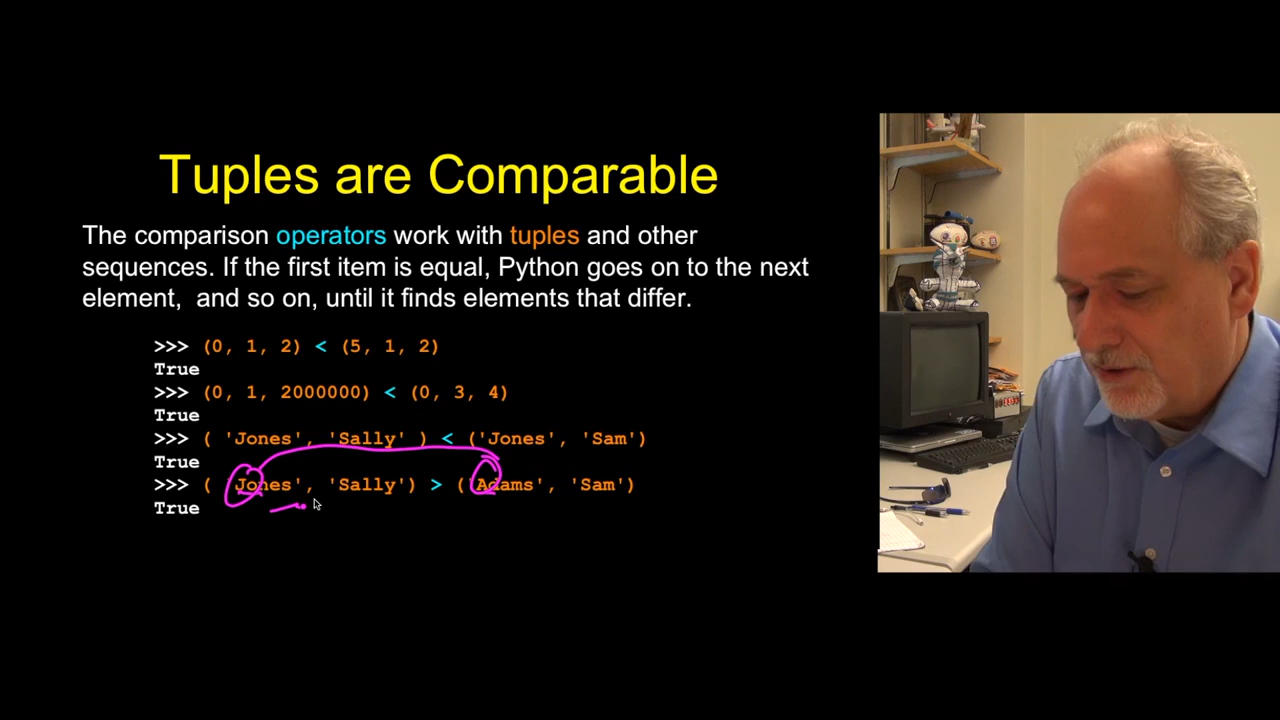 Tuples are Comparable
The comparison operators work with tuples and other
sequences. If the first item is equal, Python goes on to the next
element,  and so on, until it finds elements that differ.
>>> (0, 1, 2) < (5, 1, 2)
True
>>> (0, 1, 2000000) < (0, 3, 4)
True
>>> ( 'Jones', 'Sally' ) < ('Jones', 'Sam')
True
>>> ( 'Jones', 'Sally') > ('Adams', 'Sam')
True